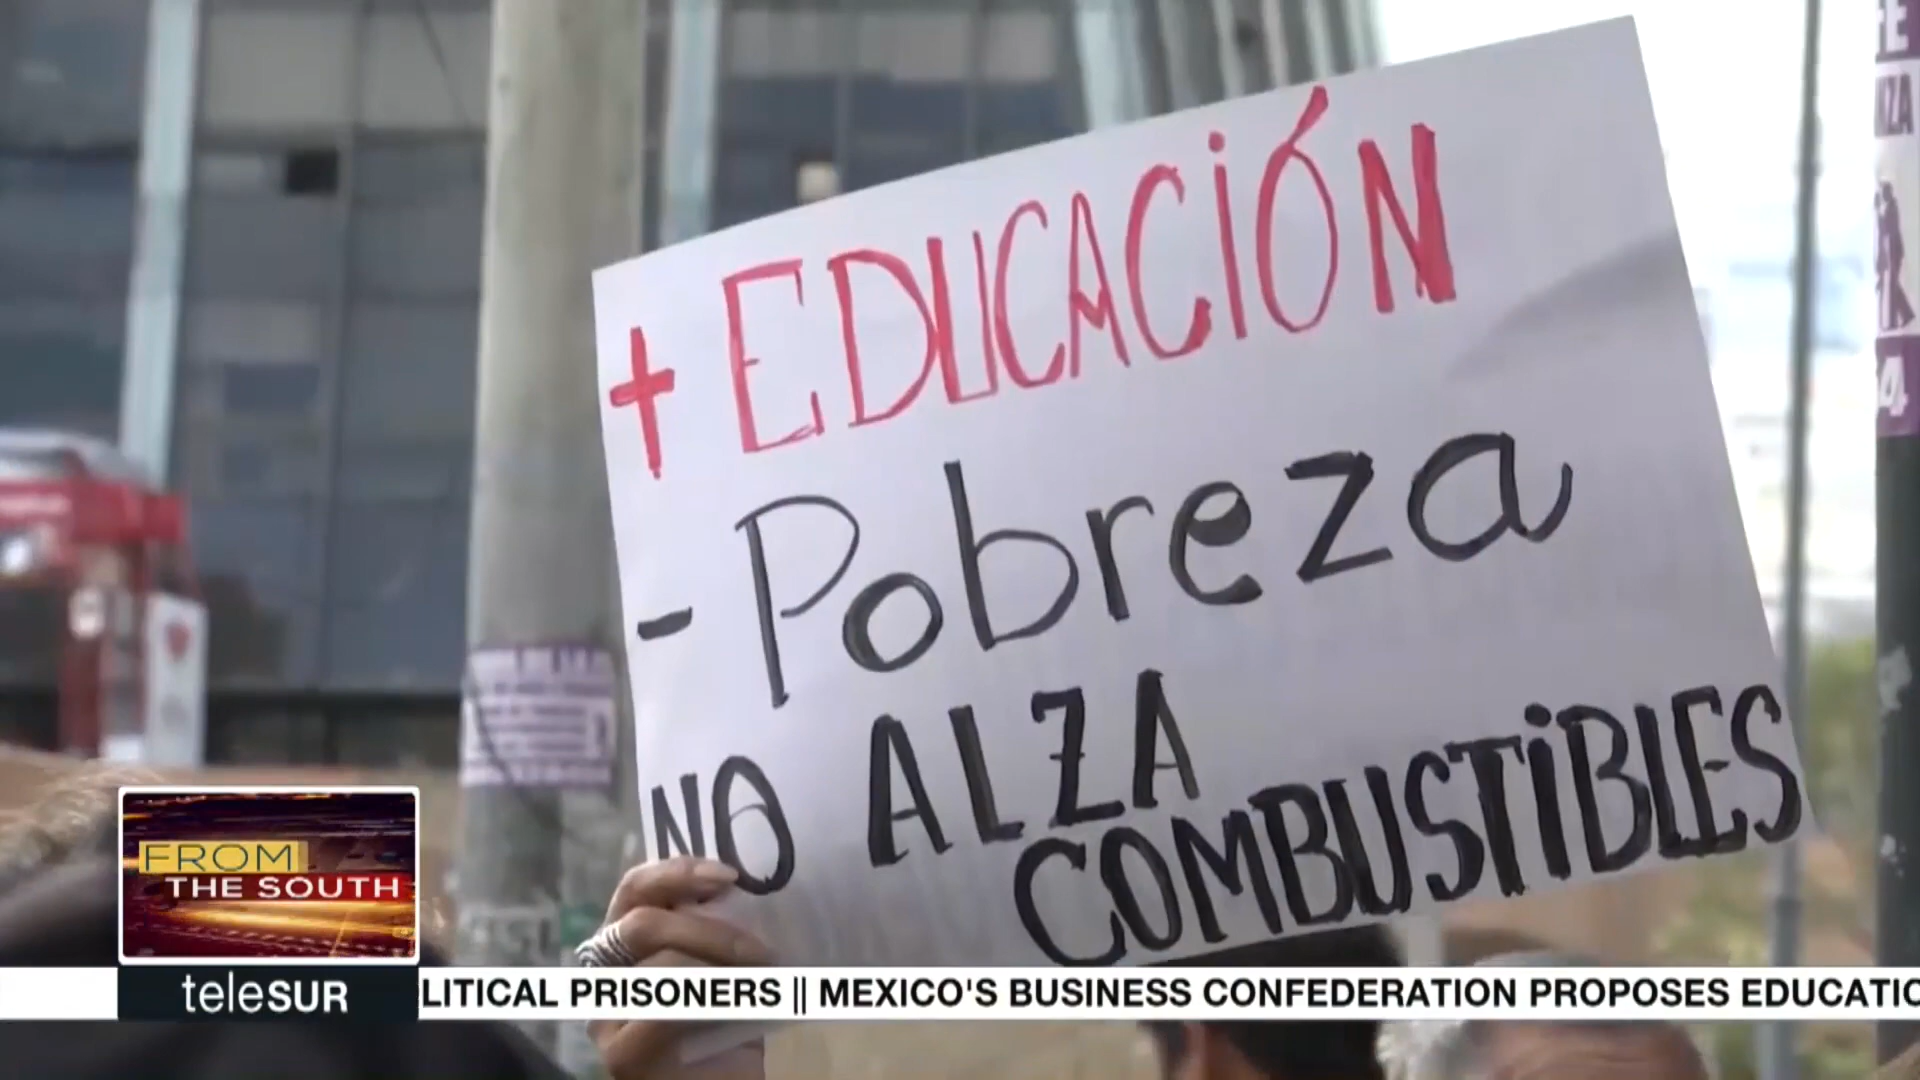 + EDUCACIÓN
- Pobreza
NO ALZA
COMBUSTIBLES
FROM
THE SOUTH
teleSUR
LITICAL PRISONERS || MEXICO'S BUSINESS CONFEDERATION PROPOSES EDUCATIO